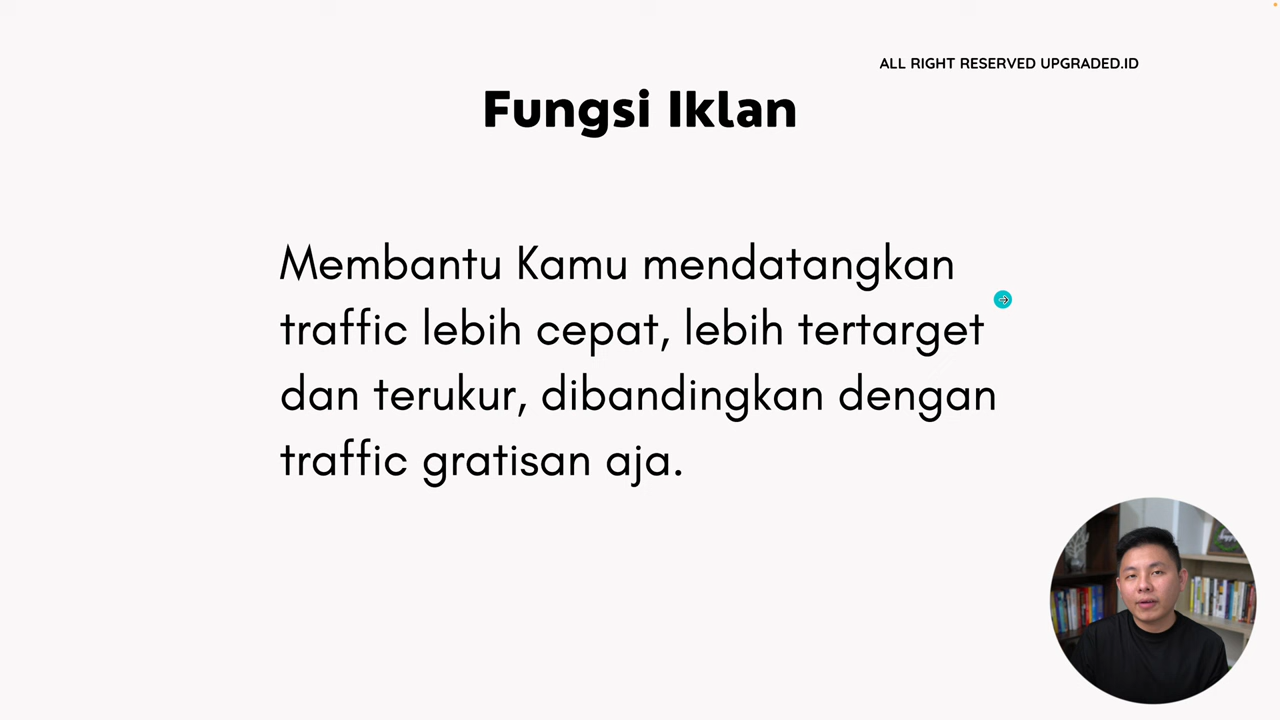 ALL RIGHT RESERVED UPGRADED.ID
Fungsi Iklan
Membantu Kamu mendatangkan
traffic lebih cepat, lebih tertarget
dan terukur, dibandingkan dengan
traffic gratisan aja.